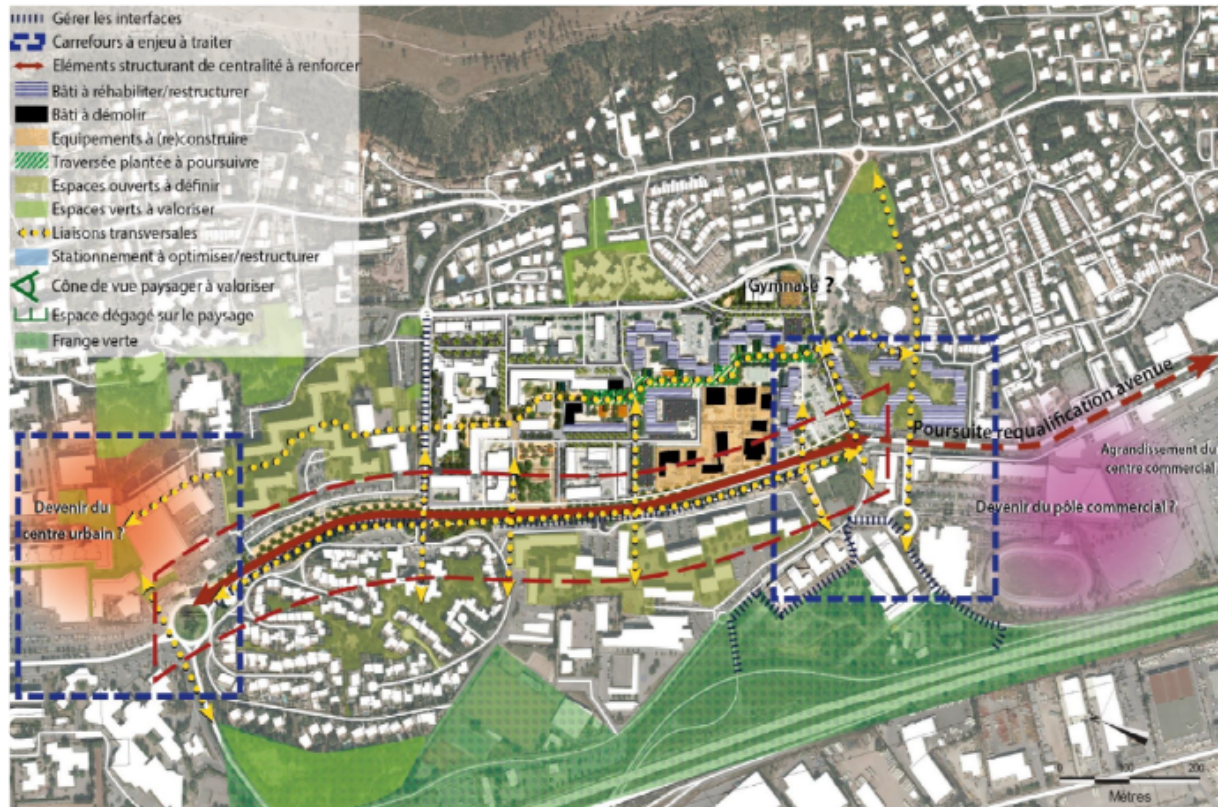 Gérer les interfaces
Carrefours à enjeu à traiter
Eléments structurant de centralité à renforcer
Bâti à réhabiliter/restructurer
Bâti à démolir
Equipements à (re)construire
Traversée plantée à poursuivre
Espaces ouverts à définir
Espaces verts à valoriser
Liaisons transversales
Stationnement à optimiser/restructurer
Cône de vue paysager à valoriser
Espace dégagé sur le paysage
Frange verte
Gymnase ?
Poursuite requalification avenue
Agrandissement du
centre commercial
Devenir du pôle commercial ?
Devenir du
centre urbain ?
0 100 200
Mètres